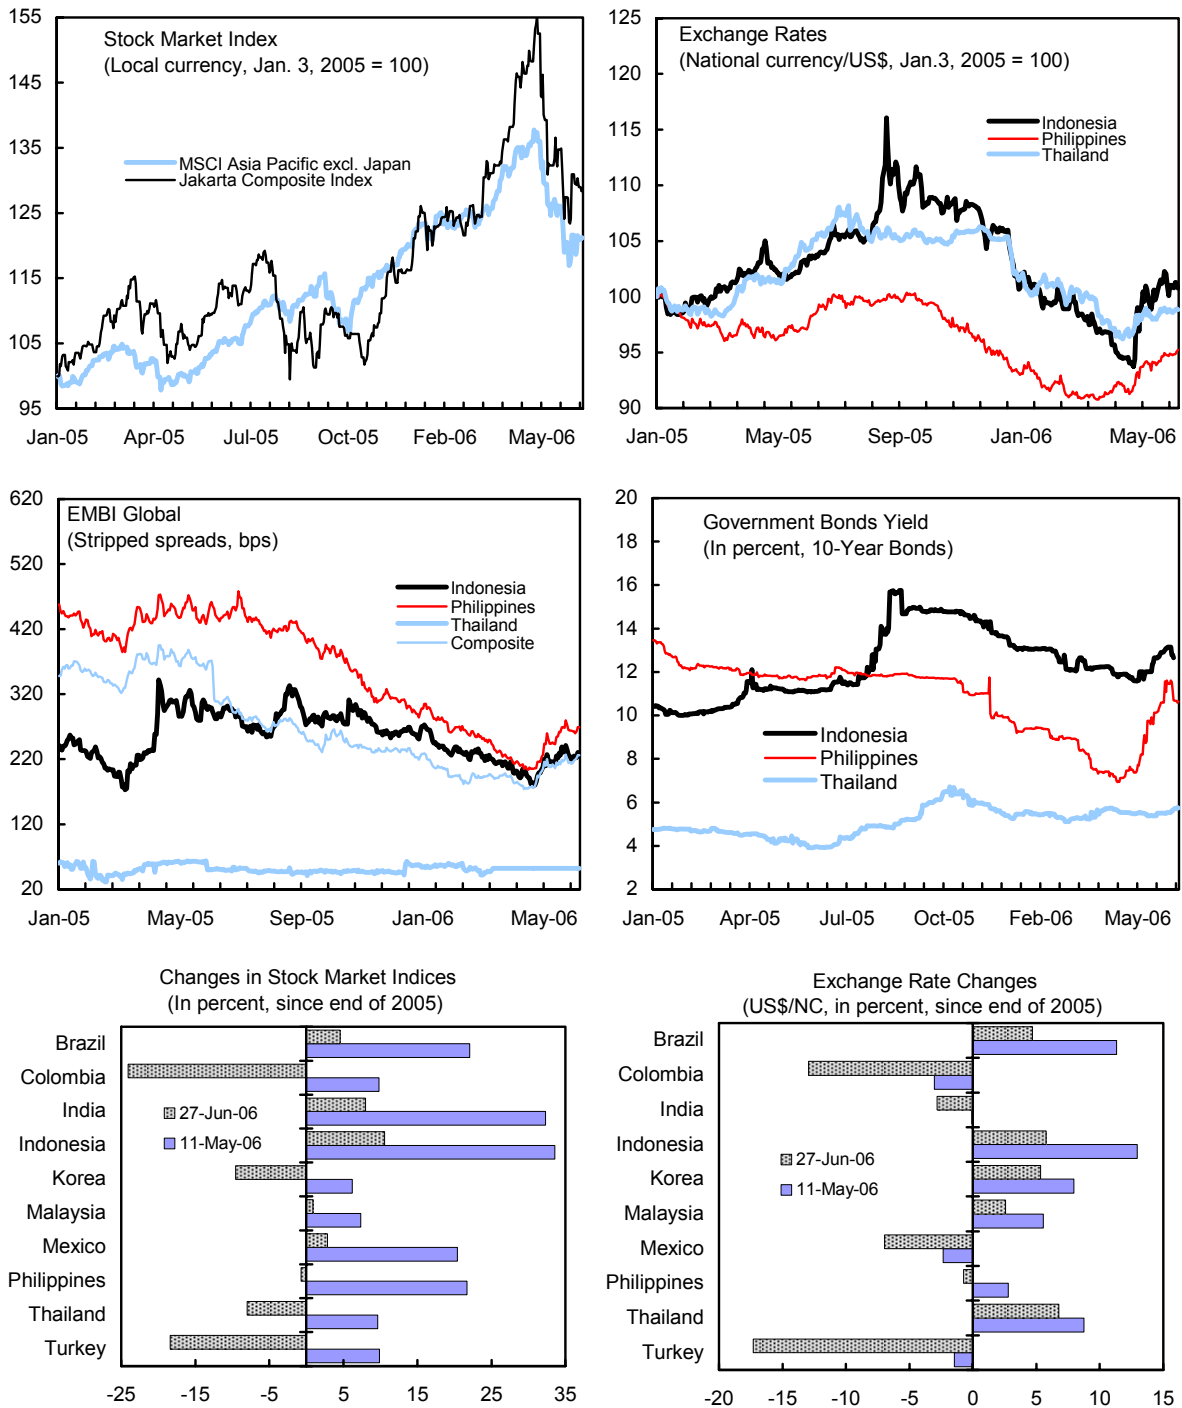 Stock Market Index
(Local currency, Jan. 3, 2005 = 100)
155
145
135
125
115
105
95
MSCI Asia Pacific excl. Japan
Jakarta Composite Index
Jan-05 Apr-05 Jul-05 Oct-05 Feb-06 May-06
Exchange Rates
(National currency/US$, Jan.3, 2005 = 100)
125
120
115
110
105
100
95
90
Indonesia
Philippines
Thailand
Jan-05 May-05 Sep-05 Jan-06 May-06
EMBI Global
(Stripped spreads, bps)
620
520
420
320
220
120
20
Indonesia
Philippines
Thailand
Composite
Jan-05 May-05 Sep-05 Jan-06 May-06
Government Bonds Yield
(In percent, 10-Year Bonds)
20
18
16
14
12
10
8
6
4
2
Indonesia
Philippines
Thailand
Jan-05 Apr-05 Jul-05 Oct-05 Feb-06 May-06
Changes in Stock Market Indices
(In percent, since end of 2005)
Brazil
Colombia
India
Indonesia
Korea
Malaysia
Mexico
Philippines
Thailand
Turkey
27-Jun-06
11-May-06
-25 -15 -5 5 15 25 35
Exchange Rate Changes
(US$/NC, in percent, since end of 2005)
Brazil
Colombia
India
Indonesia
Korea
Malaysia
Mexico
Philippines
Thailand
Turkey
27-Jun-06
11-May-06
-20 -15 -10 -5 0 5 10 15